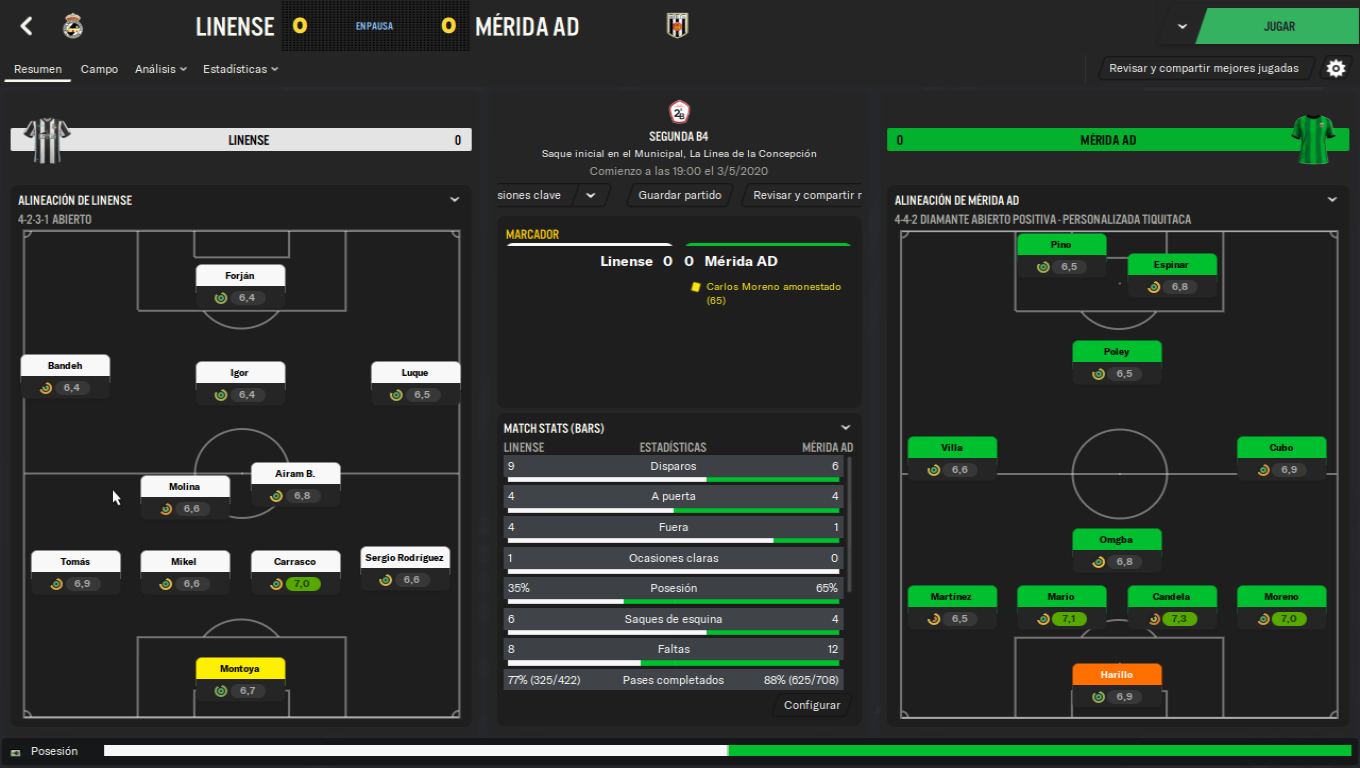 LINENSE 0 EN PAUSA 0 MÉRIDA AD
JUGAR
Resumen Campo Análisis Estadísticas
Revisar y compartir mejores jugadas
LINENSE 0
ALINEACIÓN DE LINENSE
4-2-3-1 ABIERTO
Forján
6,4
Bandeh
6,4
Igor
6,4
Luque
6,5
Airam B.
6,8
Molina
6,6
Tomás
6,9
Mikel
6,6
Carrasco
7,0
Sergio Rodríguez
6,6
Montoya
6,7
2B
SEGUNDA B4
Saque inicial en el Municipal, La Línea de la Concepción
Comienzo a las 19:00 el 3/5/2020
siones clave
Guardar partido
Revisar y compartir r
MARCADOR
Linense 0 0 Mérida AD
Carlos Moreno amonestado
(65)
MATCH STATS (BARS)
LINENSE ESTADÍSTICAS MÉRIDA AD
9 Disparos 6
4 A puerta 4
4 Fuera 1
1 Ocasiones claras 0
35% Posesión 65%
6 Saques de esquina 4
8 Faltas 12
77% (325/422) Pases completados 88% (625/708)
Configurar
0 MÉRIDA AD
ALINEACIÓN DE MÉRIDA AD
4-4-2 DIAMANTE ABIERTO POSITIVA - PERSONALIZADA TIQUITACA
Pino
6,5
Espinar
6,8
Poley
6,5
Villa
6,6
Cubo
6,9
Omgba
6,8
Martínez
6,5
Mario
7,1
Candela
7,3
Moreno
7,0
Harillo
6,9
Posesión